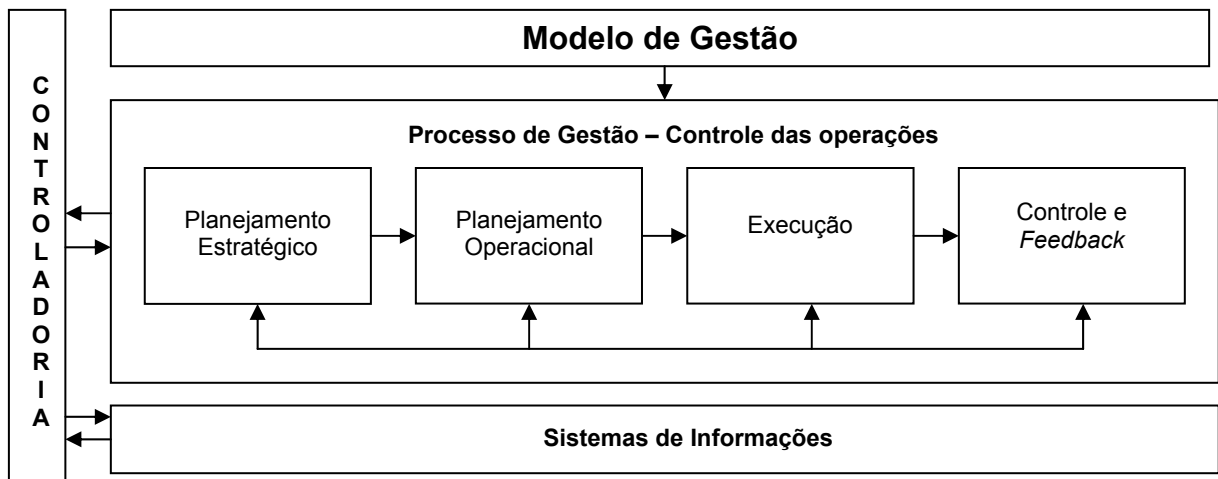 CONTROLADORIA
Modelo de Gestão
Processo de Gestão – Controle das operações
Planejamento
Estratégico
Planejamento
Operacional
Execução
Controle e
Feedback
Sistemas de Informações